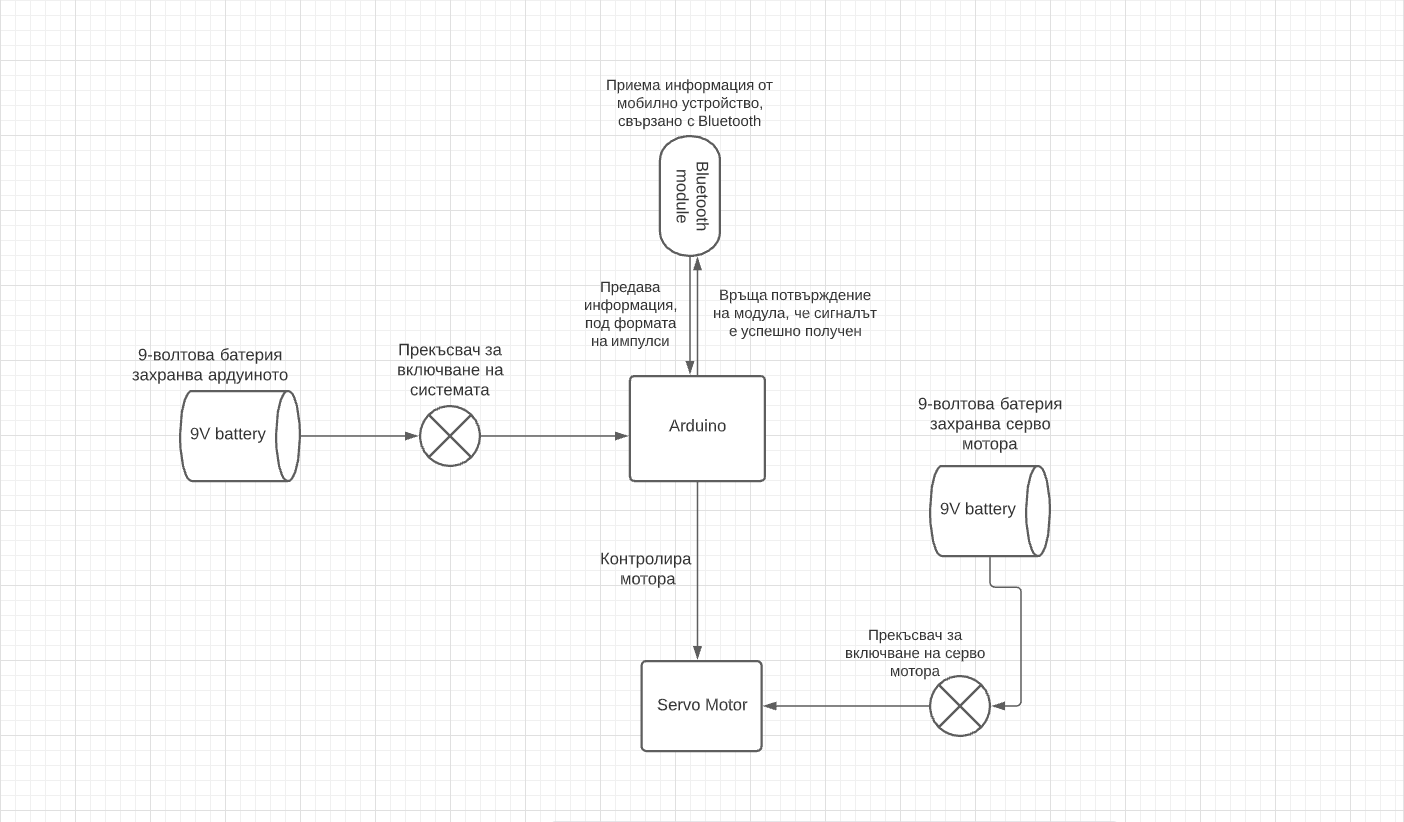 Приема информация от
мобилно устройство,
свързано с Bluetooth
Bluetooth
module
Предава
информация,
под формата
на импулси
Връща потвърждение
на модула, че сигналът
е успешно получен
9-волтова батерия
захранва ардуиното
9V battery
Прекъсвач за
включване на
системата
Arduino
9-волтова батерия
захранва серво
мотора
9V battery
Контролира
мотора
Прекъсвач за
включване на серво
мотора
Servo Motor